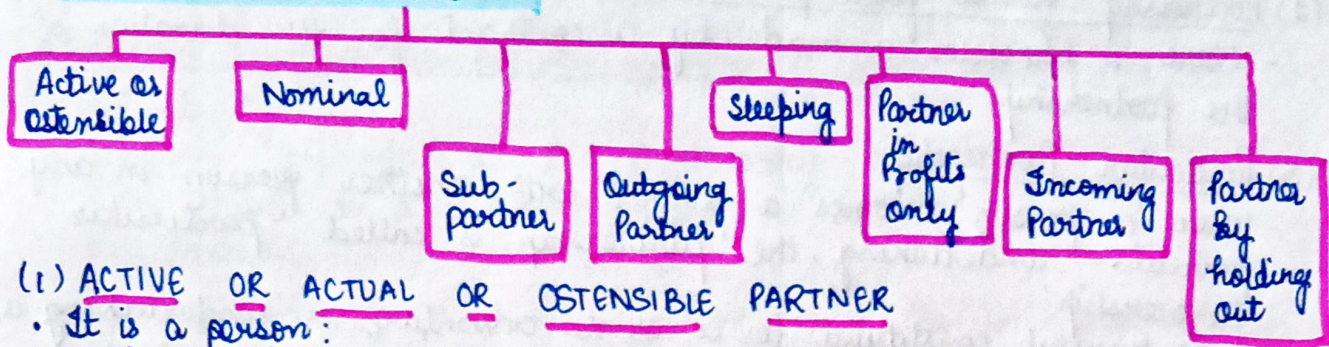 Active or
ostensible
Nominal
Sub-
partner
Outgoing
Partner
Sleeping
Partner
in
Profits
only
Incoming
Partner
Partner
by
holding
out
(1) ACTIVE OR ACTUAL OR OSTENSIBLE PARTNER
• It is a person: